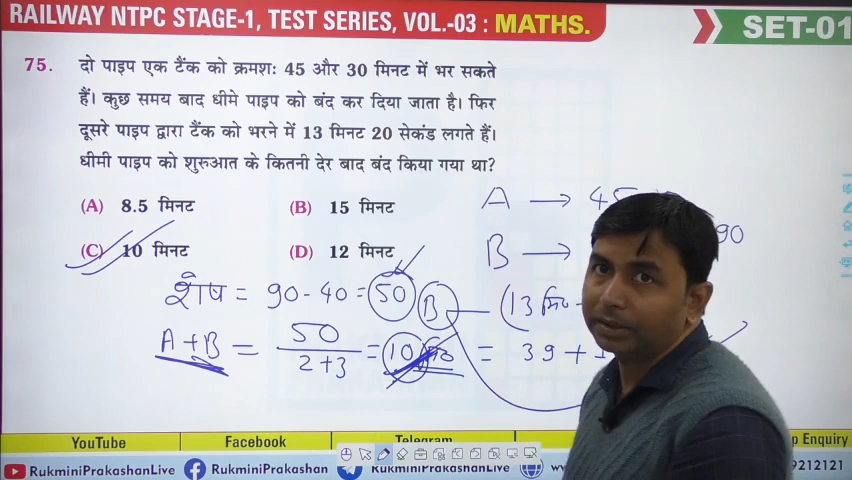 RAILWAY NTPC STAGE-1, TEST SERIES, VOL.-03 : MATHS.
SET-01
75. दो पाइप एक टैंक को क्रमशः 45 और 30 मिनट में भर सकते
हैं। कुछ समय बाद धीमे पाइप को बंद कर दिया जाता है। फिर
दूसरे पाइप द्वारा टैंक को भरने में 13 मिनट 20 सेकंड लगते हैं।
धीमी पाइप को शुरुआत के कितनी देर बाद बंद किया गया था?
(A) 8.5 मिनट (B) 15 मिनट
(C) 10 मिनट (D) 12 मिनट
A → 45
B → 90
शेष = 90-40 = 50 B (13 मि
A+B = 50/2+3 = 10 = 39 +
YouTube Facebook Telegram Enquiry
RukminiPrakashanLive RukminiPrakashan RukminiPrakashanLive 9212121